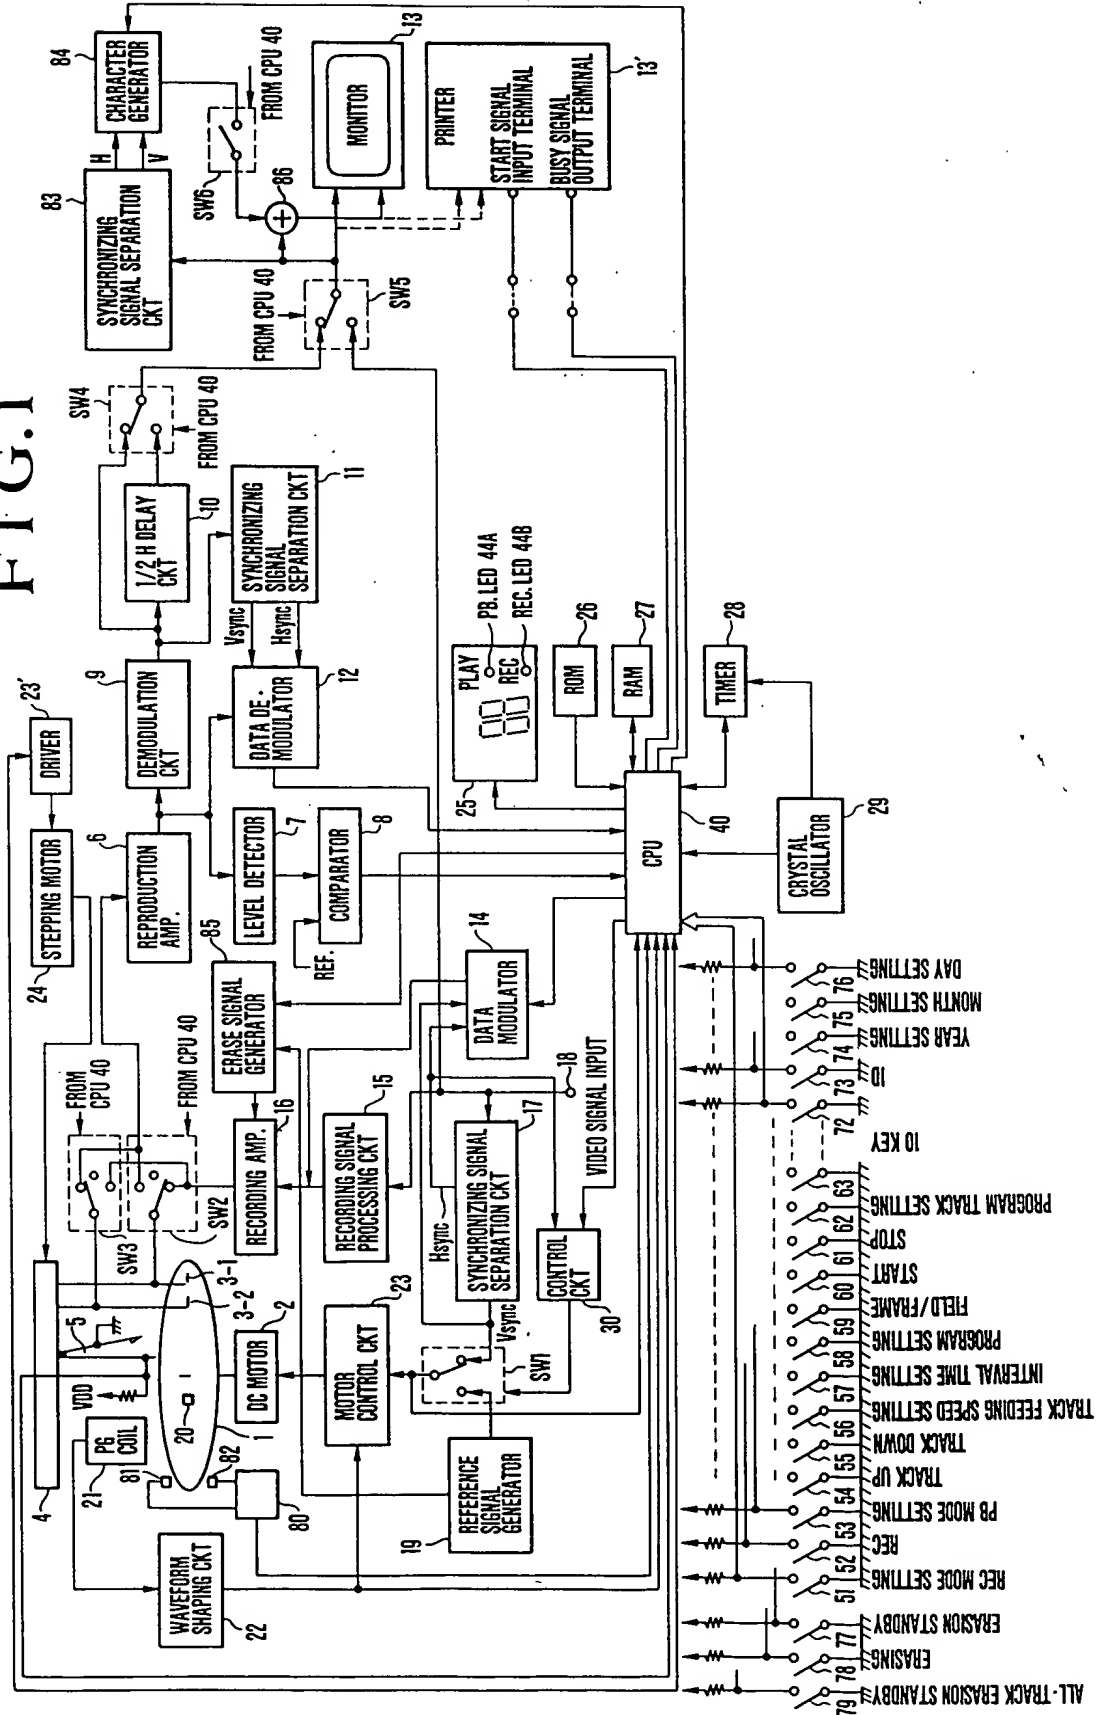 FIG.1
84
CHARACTER
GENERATOR
H
V
83
SYNCHRONIZING
SIGNAL SEPARATION
CKT
SW6
FROM CPU 40
86
13
MONITOR
PRINTER
START SIGNAL
INPUT TERMINAL
BUSY SIGNAL
OUTPUT TERMINAL
13'
FROM CPU 40
SW5
SW4
FROM CPU 40
1/2 H DELAY
CKT
10
SYNCHRONIZING
SIGNAL
SEPARATION CKT
11
Vsync
Hsync
9
DEMODULATION
CKT
DATA DE.
MODULATOR
12
23'
DRIVER
STEPPING MOTOR
24
6
REPRODUCTION
AMP.
LEVEL DETECTOR
7
COMPARATOR
8
REF.
85
ERASE SIGNAL
GENERATOR
14
DATA
MODULATOR
PLAY
REC
PB.LED 44A
REC.LED 44B
25
ROM
26
RAM
27
TIMER
28
CPU
40
CRYSTAL
OSCILLATOR
29
FROM
CPU 40
FROM CPU 40
SW3
SW2
RECORDING AMP.
16
RECORDING SIGNAL
PROCESSING CKT
15
Hsync
SYNCHRONIZING SIGNAL
SEPARATION CKT
17
18
VIDEO SIGNAL INPUT
CONTROL
CKT
30
Vsync
SW1
3-1
3-2
5
VDD
20
1
DC MOTOR
2
MOTOR
CONTROL CKT
23
REFERENCE
SIGNAL
GENERATOR
19
4
PG
COIL
21
81
82
80
WAVEFORM
SHAPING CKT
22
76
DAY SETTING
75
MONTH SETTING
74
YEAR SETTING
73
ID
72
10 KEY
63
62
PROGRAM TRACK SETTING
61
STOP
60
START
59
FIELD/FRAME
58
PROGRAM SETTING
57
INTERVAL TIME SETTING
56
TRACK FEEDING SPEED SETTING
55
TRACK DOWN
54
TRACK UP
53
PB MODE SETTING
52
REC
51
REC MODE SETTING
77
ERASION STANDBY
78
ERASING
79
ALL-TRACK ERASION STANDBY